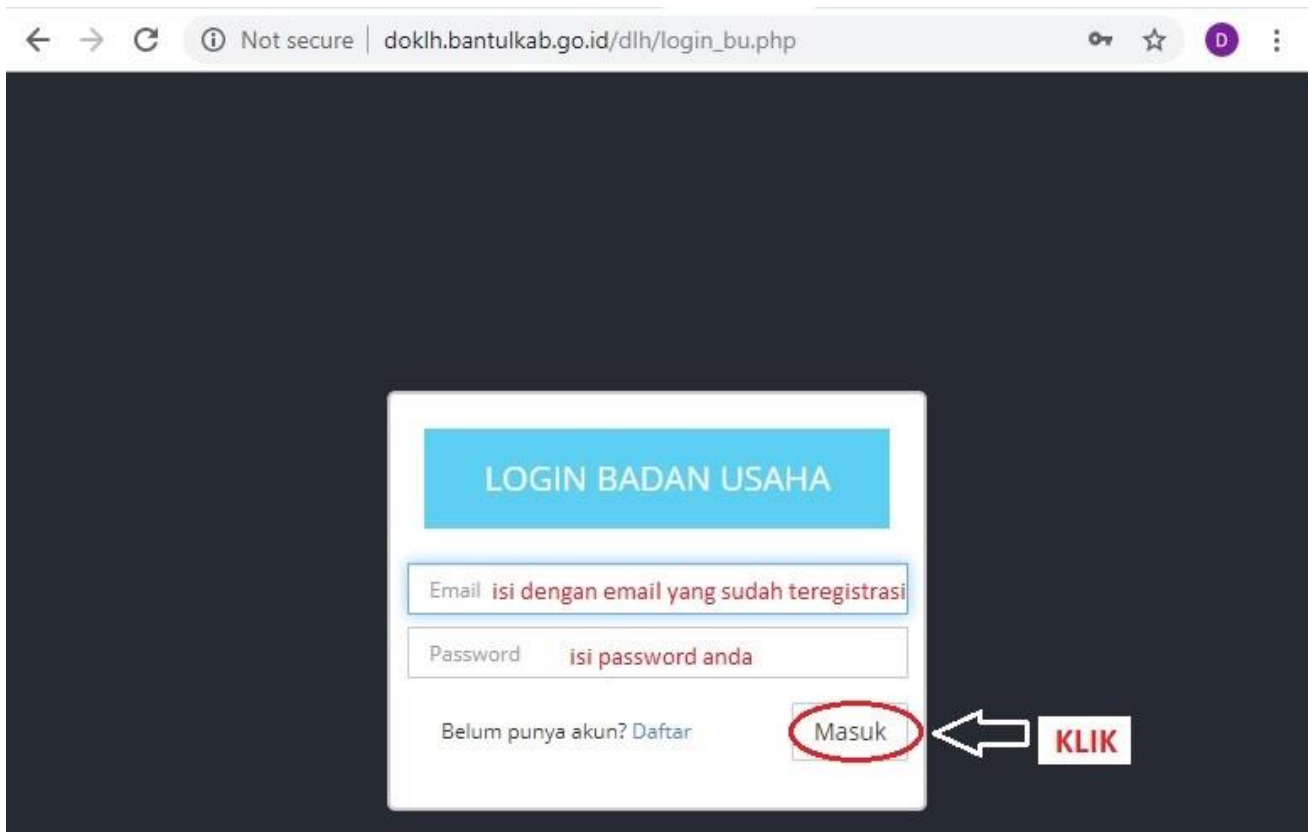 Not secure | doklh.bantulkab.go.id/dlh/login_bu.php D
LOGIN BADAN USAHA
Email isi dengan email yang sudah teregistrasi
Password isi password anda
Belum punya akun? Daftar Masuk KLIK